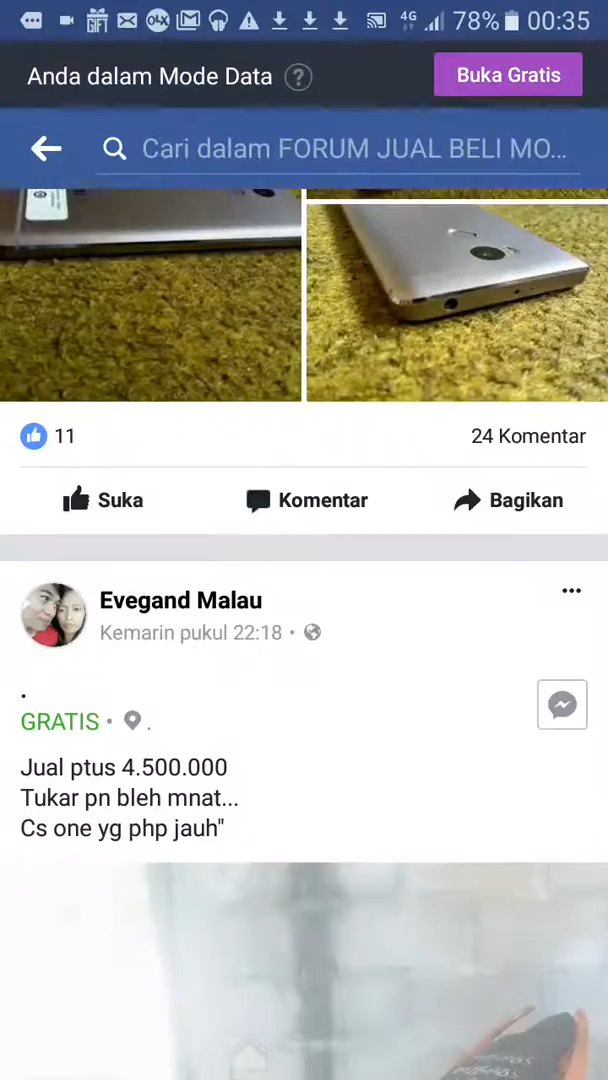 78% 00:35
4G
GIFT
OLX
Anda dalam Mode Data ?
Buka Gratis
Cari dalam FORUM JUAL BELI MO...
11
24 Komentar
Suka
Komentar
Bagikan
Evegand Malau
Kemarin pukul 22:18 •
.
GRATIS • .
Jual ptus 4.500.000
Tukar pn bleh mnat...
Cs one yg php jauh"